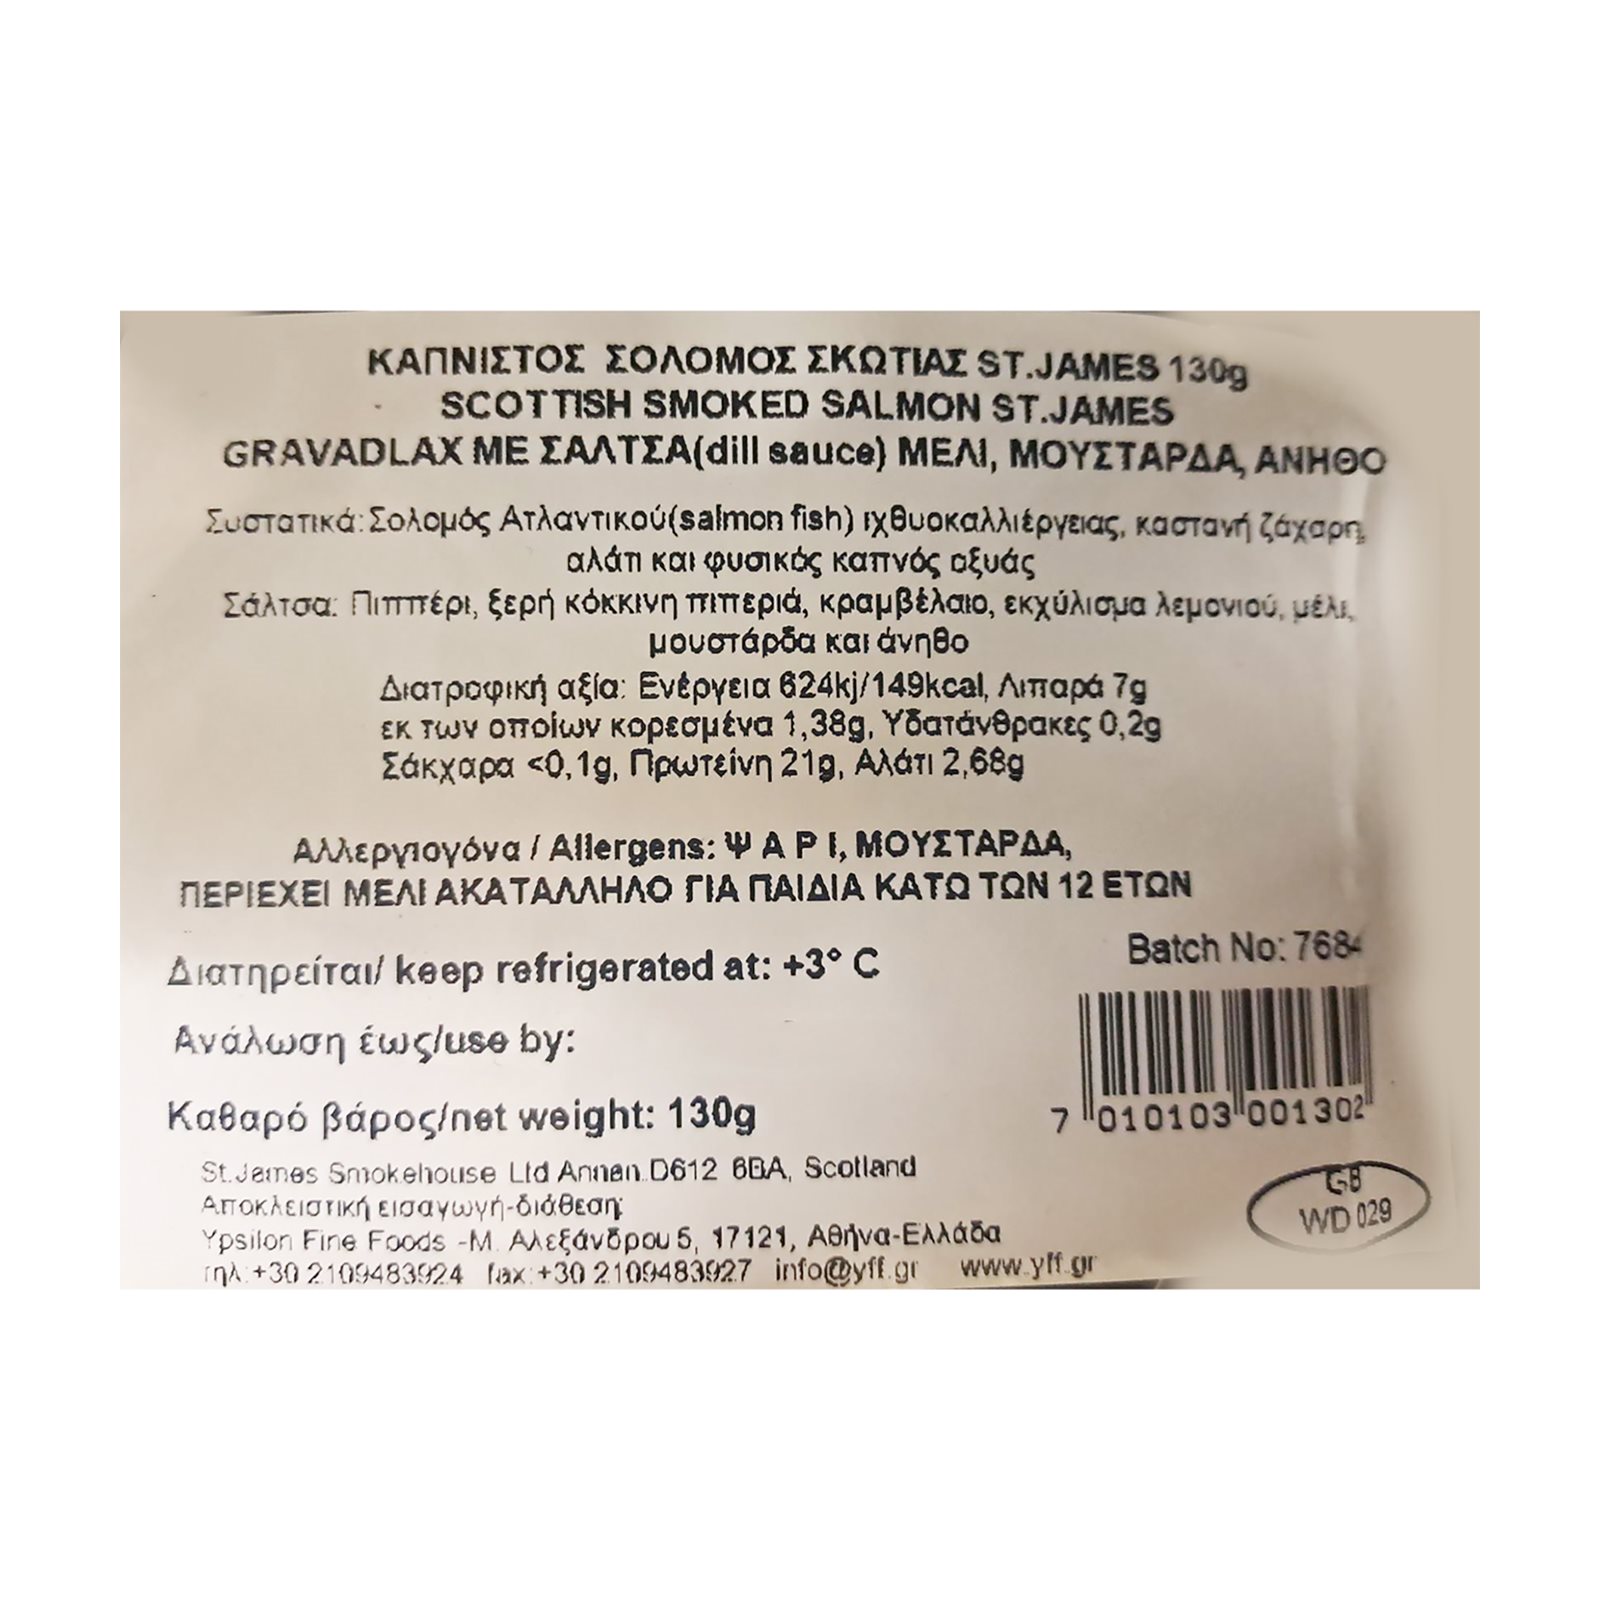 ΚΑΠΝΙΣΤΟΣ ΣΟΛΟΜΟΣ ΣΚΩΤΙΑΣ ST.JAMES 130g
SCOTTISH SMOKED SALMON ST.JAMES
GRAVADLAX ΜΕ ΣΑΛΤΣΑ(dill sauce) ΜΕΛΙ, ΜΟΥΣΤΑΡΔΑ, ΑΝΗΘΟ
Συστατικά: Σολομός Ατλαντικού(salmon fish) ιχθυοκαλλιέργειας, καστανή ζάχαρη,
αλάτι και φυσικός καπνός οξυάς
Σάλτσα: Πιππέρι, ξερή κόκκινη πιπεριά, κραμβέλαιο, εκχύλισμα λεμονιού, μέλι,
μουστάρδα και άνηθο
Διατροφική αξία: Ενέργεια 624kj/149kcal, Λιπαρά 7g
εκ των οποίων κορεσμένα 1,38g, Υδατάνθρακες 0,2g
Σάκχαρα <0,1g, Πρωτείνη 21g, Αλάτι 2,68g
Αλλεργιογόνα / Allergens: Ψ Α Ρ Ι, ΜΟΥΣΤΑΡΔΑ,
ΠΕΡΙΕΧΕΙ ΜΕΛΙ ΑΚΑΤΑΛΛΗΛΟ ΓΙΑ ΠΑΙΔΙΑ ΚΑΤΩ ΤΩΝ 12 ΕΤΩΝ
Διατηρείται/ keep refrigerated at: +3° C
Batch No: 7684
Ανάλωση έως/use by:
Καθαρό βάρος/net weight: 130g
7 010103 001302
St.James Smokehouse Ltd Annan D612 6BA, Scotland
Αποκλειστική εισαγωγή-διάθεση:
Ypsilon Fine Foods -Μ. Αλεξάνδρου 5, 17121, Αθήνα-Ελλάδα
τηλ:+30 2109483924 fax:+30 2109483927 info@yff.gr www.yff.gr
GB
WD 029